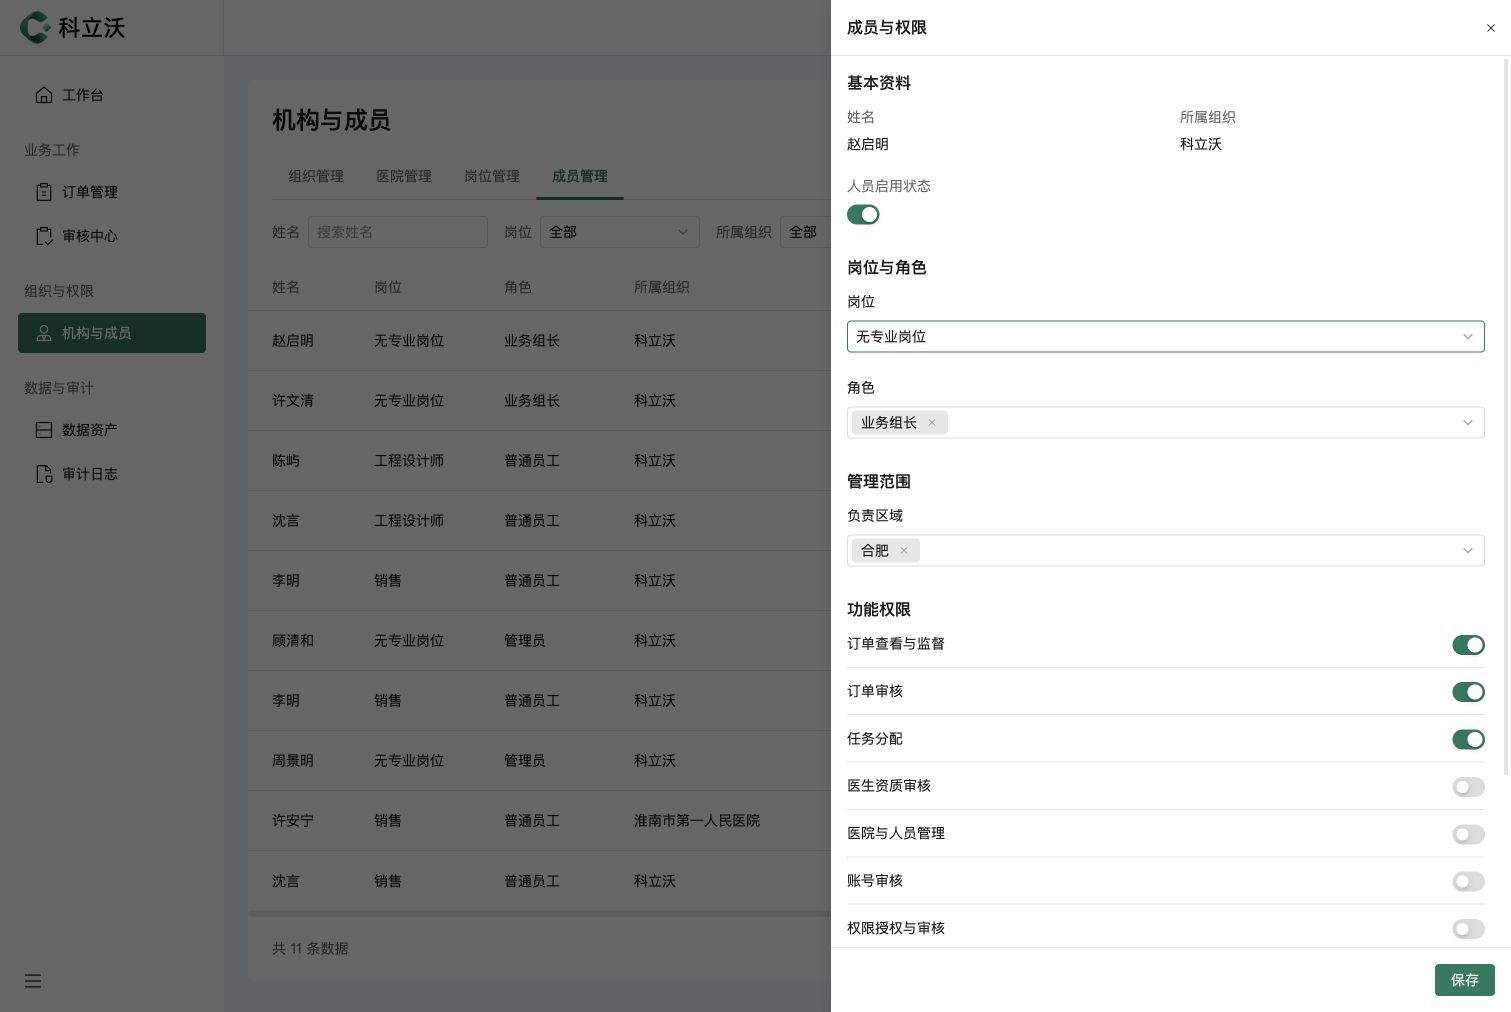 科立沃
工作台
业务工作
订单管理
审核中心
组织与权限
机构与成员
数据与审计
数据资产
审计日志
机构与成员
组织管理 医院管理 岗位管理 成员管理
姓名 搜索姓名 岗位 全部 所属组织 全部
姓名 岗位 角色 所属组织
赵启明 无专业岗位 业务组长 科立沃
许文清 无专业岗位 业务组长 科立沃
陈屿 工程设计师 普通员工 科立沃
沈言 工程设计师 普通员工 科立沃
李明 销售 普通员工 科立沃
顾清和 无专业岗位 管理员 科立沃
李明 销售 普通员工 科立沃
周景明 无专业岗位 管理员 科立沃
许安宁 销售 普通员工 淮南市第一人民医院
沈言 销售 普通员工 科立沃
共 11 条数据
成员与权限
基本资料
姓名 所属组织
赵启明 科立沃
人员启用状态
岗位与角色
岗位
无专业岗位
角色
业务组长
管理范围
负责区域
合肥
功能权限
订单查看与监督
订单审核
任务分配
医生资质审核
医院与人员管理
账号审核
权限授权与审核
保存